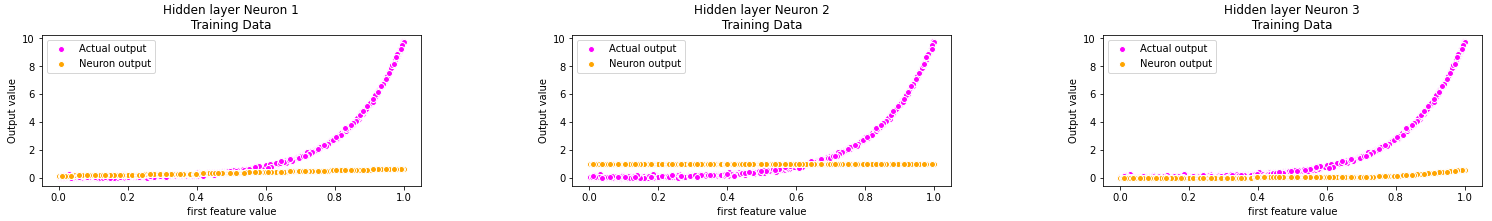 Hidden layer Neuron 1
Training Data
Actual output
Neuron output
Output value
10
8
6
4
2
0
0.0 0.2 0.4 0.6 0.8 1.0
first feature value
Hidden layer Neuron 2
Training Data
Actual output
Neuron output
Output value
10
8
6
4
2
0
0.0 0.2 0.4 0.6 0.8 1.0
first feature value
Hidden layer Neuron 3
Training Data
Actual output
Neuron output
Output value
10
8
6
4
2
0
0.0 0.2 0.4 0.6 0.8 1.0
first feature value